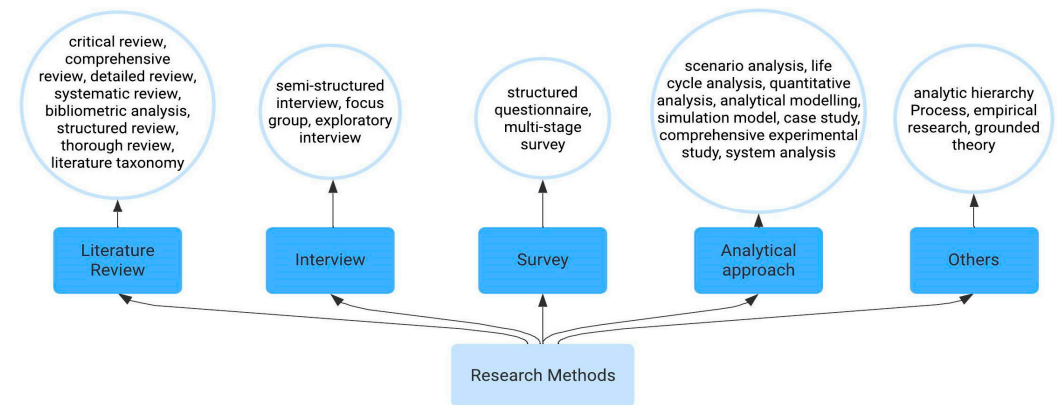 critical review,
comprehensive
review, detailed review,
systematic review,
bibliometric analysis,
structured review,
thorough review,
literature taxonomy
semi-structured
interview, focus
group, exploratory
interview
structured
questionnaire,
multi-stage
survey
scenario analysis, life
cycle analysis, quantitative
analysis, analytical modelling,
simulation model, case study,
comprehensive experimental
study, system analysis
analytic hierarchy
Process, empirical
research, grounded
theory
Literature
Review
Interview
Survey
Analytical
approach
Others
Research Methods